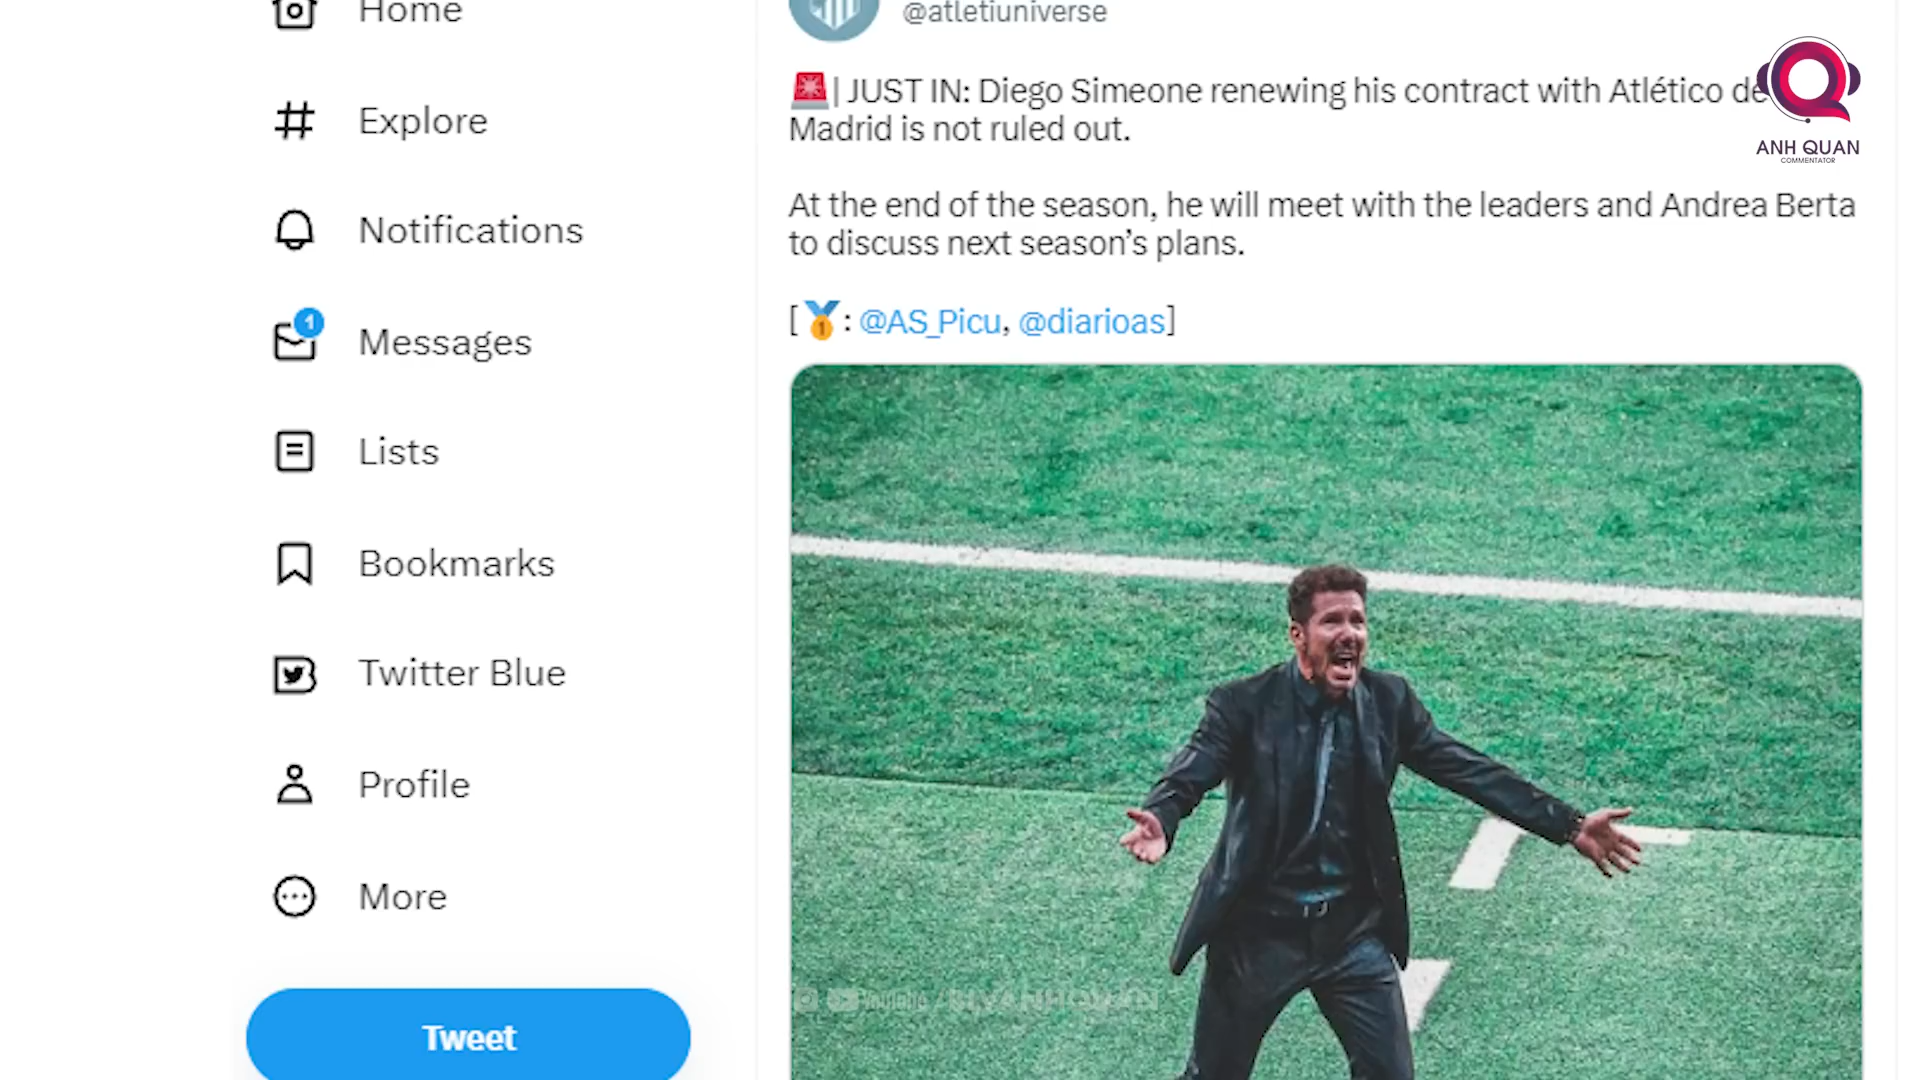 Home
Explore
Notifications
1
Messages
Lists
Bookmarks
Twitter Blue
Profile
More
Tweet
@atletiuniverse
| JUST IN: Diego Simeone renewing his contract with Atlético de
Madrid is not ruled out.
At the end of the season, he will meet with the leaders and Andrea Berta
to discuss next season’s plans.
[🥇: @AS_Picu, @diarioas]
ANH QUAN
COMMENTATOR